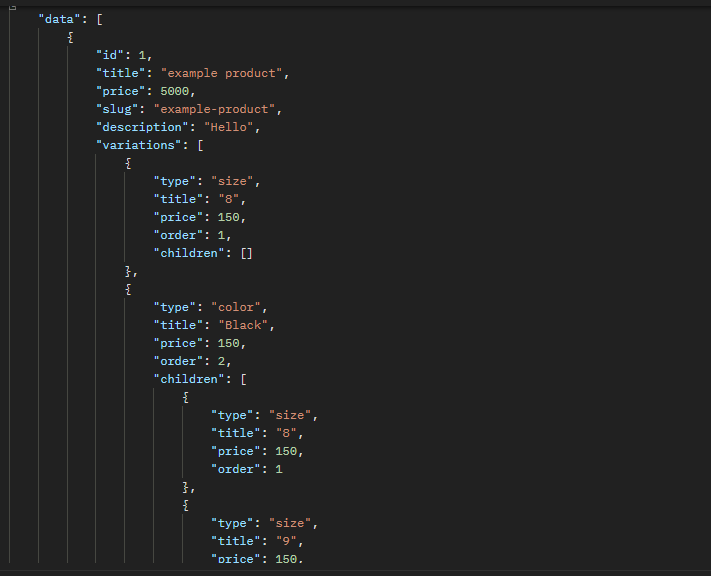 "data": [
{
"id": 1,
"title": "example product",
"price": 5000,
"slug": "example-product",
"description": "Hello",
"variations": [
{
"type": "size",
"title": "8",
"price": 150,
"order": 1,
"children": []
},
{
"type": "color",
"title": "Black",
"price": 150,
"order": 2,
"children": [
{
"type": "size",
"title": "8",
"price": 150,
"order": 1
},
{
"type": "size",
"title": "9",
"price": 150,